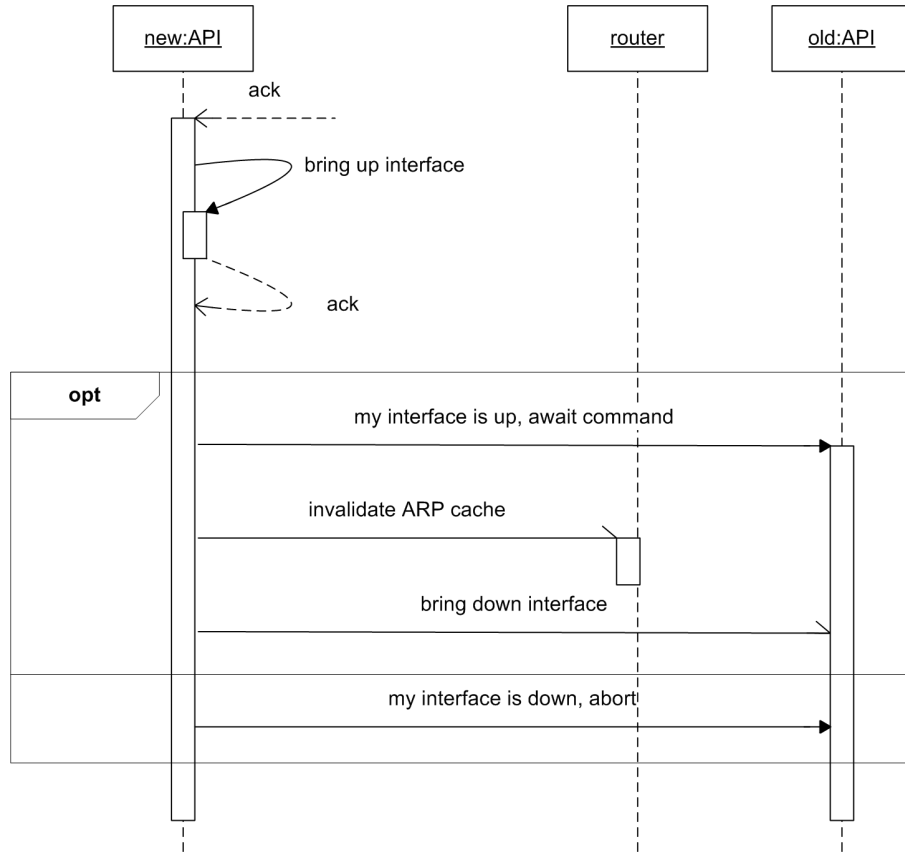 new:API
router
old:API
ack
bring up interface
ack
opt
my interface is up, await command
invalidate ARP cache
bring down interface
my interface is down, abort